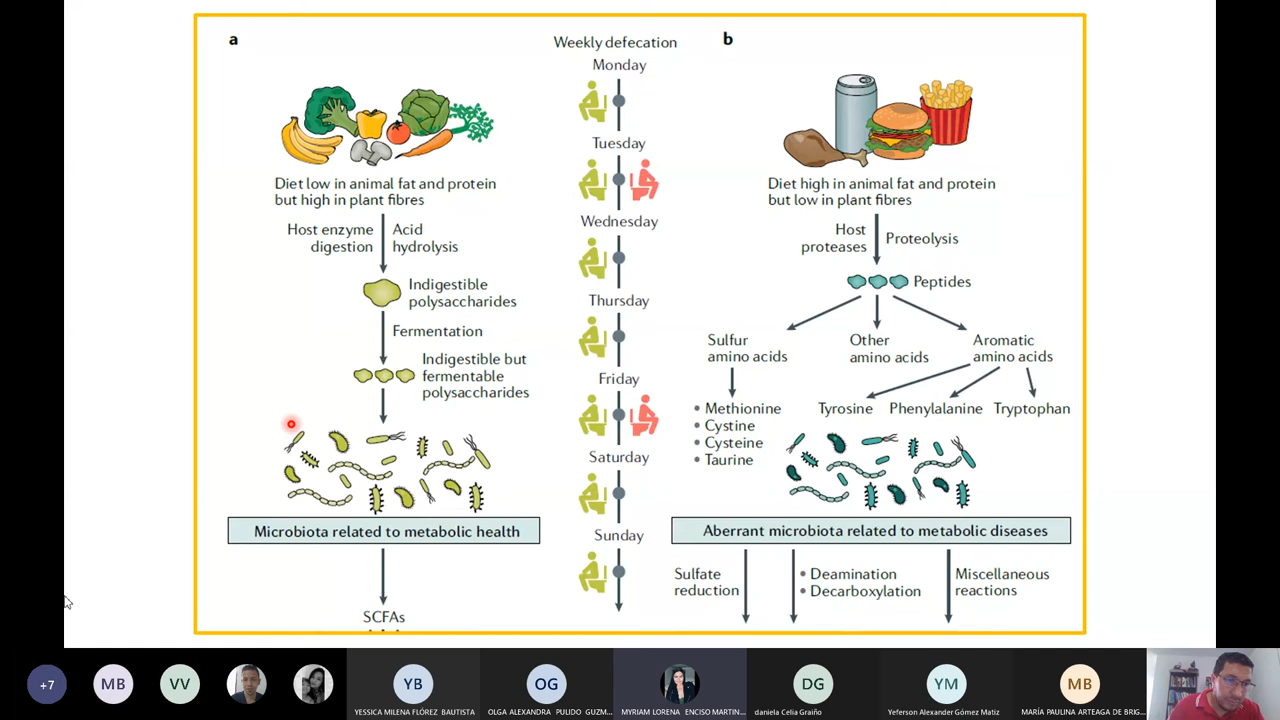 a
Weekly defecation
b
Monday
Tuesday
Wednesday
Thursday
Friday
Saturday
Sunday
Diet low in animal fat and protein
but high in plant fibres
Host enzyme
digestion
Acid
hydrolysis
Indigestible
polysaccharides
Fermentation
Indigestible but
fermentable
polysaccharides
Microbiota related to metabolic health
SCFAs
Diet high in animal fat and protein
but low in plant fibres
Host
proteases
Proteolysis
Peptides
Sulfur
amino acids
Other
amino acids
Aromatic
amino acids
• Methionine
• Cystine
• Cysteine
• Taurine
Tyrosine
Phenylalanine
Tryptophan
Aberrant microbiota related to metabolic diseases
Sulfate
reduction
• Deamination
• Decarboxylation
Miscellaneous
reactions
+7
MB
VV
YB
YESSICA MILENA FLÓREZ BAUTISTA
OG
OLGA ALEXANDRA PULIDO GUZM...
MYRIAM LORENA ENCISO MARTIN...
DG
daniela Celia Graiño
YM
Yeferson Alexander Gómez Matiz
MB
MARÍA PAULINA ARTEAGA DE BRIG...